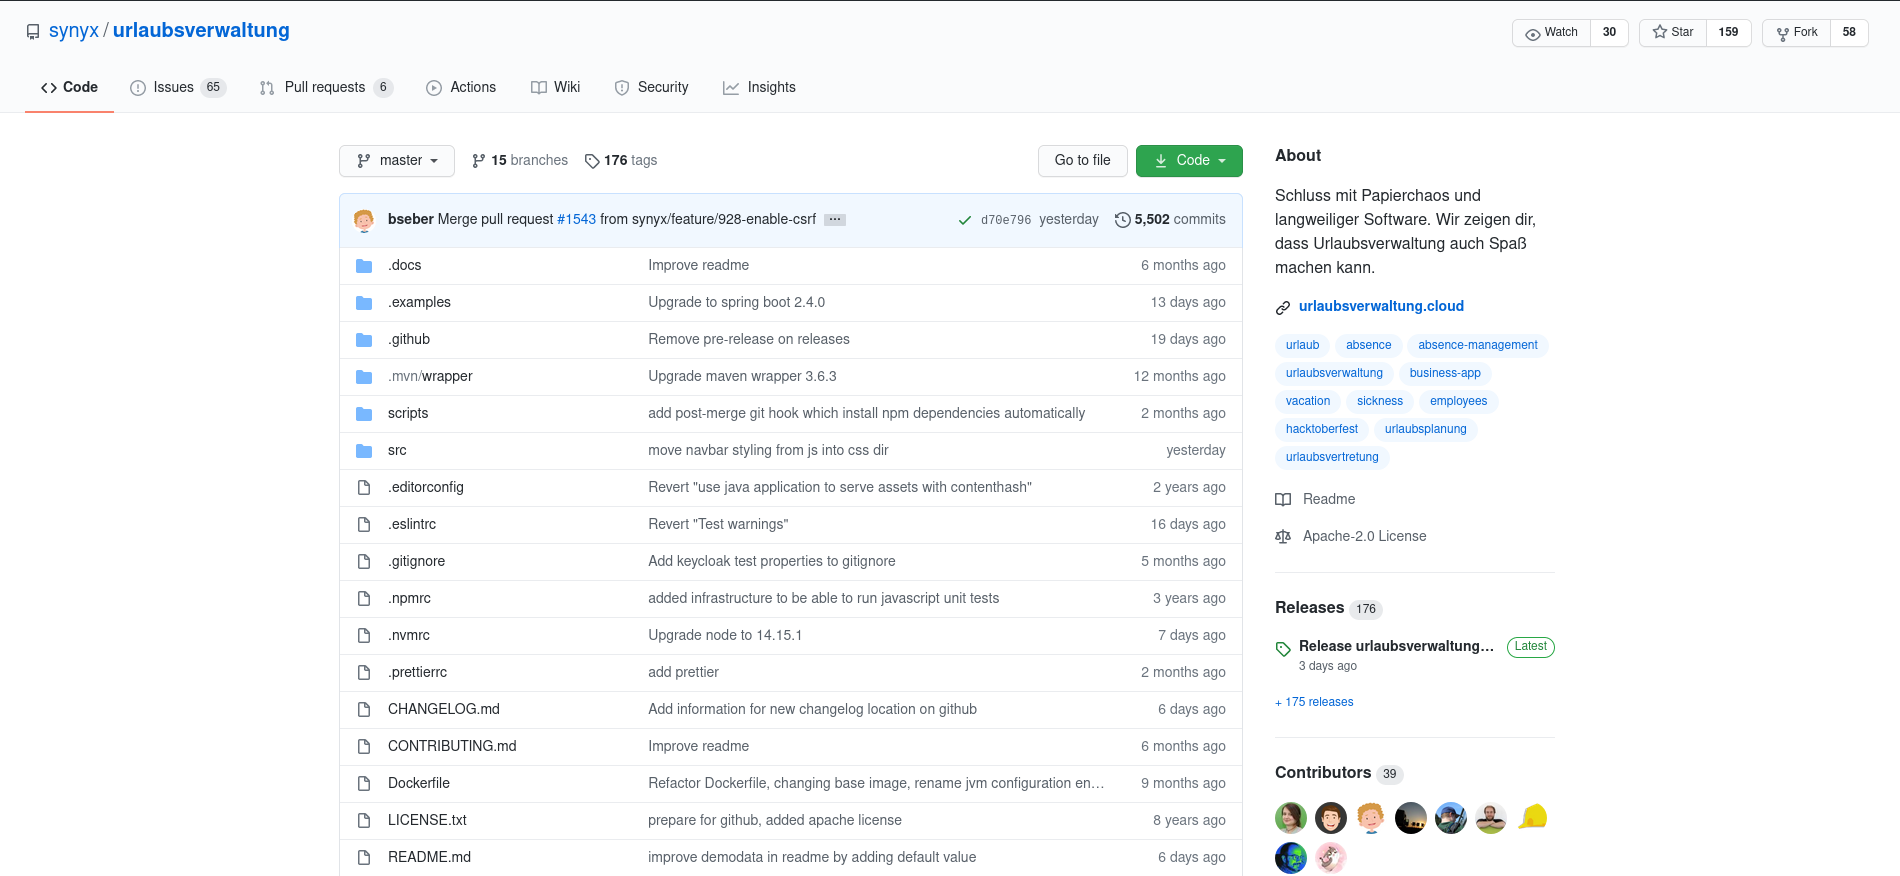 synyx / urlaubsverwaltung
Watch 30 Star 159 Fork 58
Code Issues 65 Pull requests 6 Actions Wiki Security Insights
master 15 branches 176 tags Go to file Code
bseber Merge pull request #1543 from synyx/feature/928-enable-csrf ... d70e796 yesterday 5,502 commits
.docs Improve readme 6 months ago
.examples Upgrade to spring boot 2.4.0 13 days ago
.github Remove pre-release on releases 19 days ago
.mvn/wrapper Upgrade maven wrapper 3.6.3 12 months ago
scripts add post-merge git hook which install npm dependencies automatically 2 months ago
src move navbar styling from js into css dir yesterday
.editorconfig Revert "use java application to serve assets with contenthash" 2 years ago
.eslintrc Revert "Test warnings" 16 days ago
.gitignore Add keycloak test properties to gitignore 5 months ago
.npmrc added infrastructure to be able to run javascript unit tests 3 years ago
.nvmrc Upgrade node to 14.15.1 7 days ago
.prettierrc add prettier 2 months ago
CHANGELOG.md Add information for new changelog location on github 6 days ago
CONTRIBUTING.md Improve readme 6 months ago
Dockerfile Refactor Dockerfile, changing base image, rename jvm configuration en… 9 months ago
LICENSE.txt prepare for github, added apache license 8 years ago
README.md improve demodata in readme by adding default value 6 days ago
About
Schluss mit Papierchaos und
langweiliger Software. Wir zeigen dir,
dass Urlaubsverwaltung auch Spaß
machen kann.
urlaubsverwaltung.cloud
urlaub absence absence-management
urlaubsverwaltung business-app
vacation sickness employees
hacktoberfest urlaubsplanung
urlaubsvertretung
Readme
Apache-2.0 License
Releases 176
Release urlaubsverwaltung... Latest
3 days ago
+ 175 releases
Contributors 39